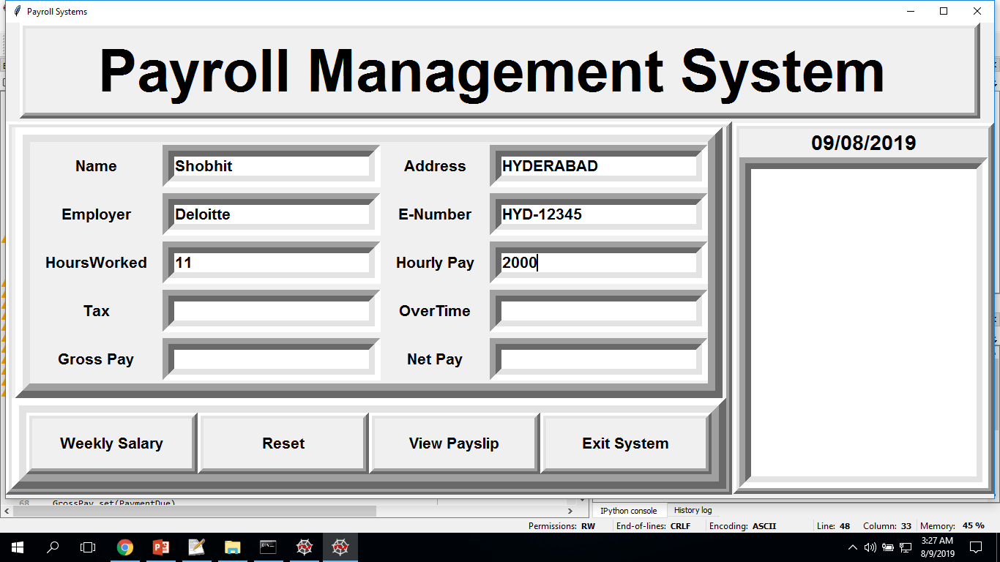 Payroll Systems
Payroll Management System
Name Shobhit Address HYDERABAD
Employer Deloitte E-Number HYD-12345
HoursWorked 11 Hourly Pay 2000
Tax OverTime
Gross Pay Net Pay
Weekly Salary Reset View Payslip Exit System
09/08/2019
68 GrossPay.set(PaymentDue)
IPython console History log
Permissions: RW End-of-lines: CRLF Encoding: ASCII Line: 48 Column: 33 Memory: 45 %
3:27 AM
8/9/2019